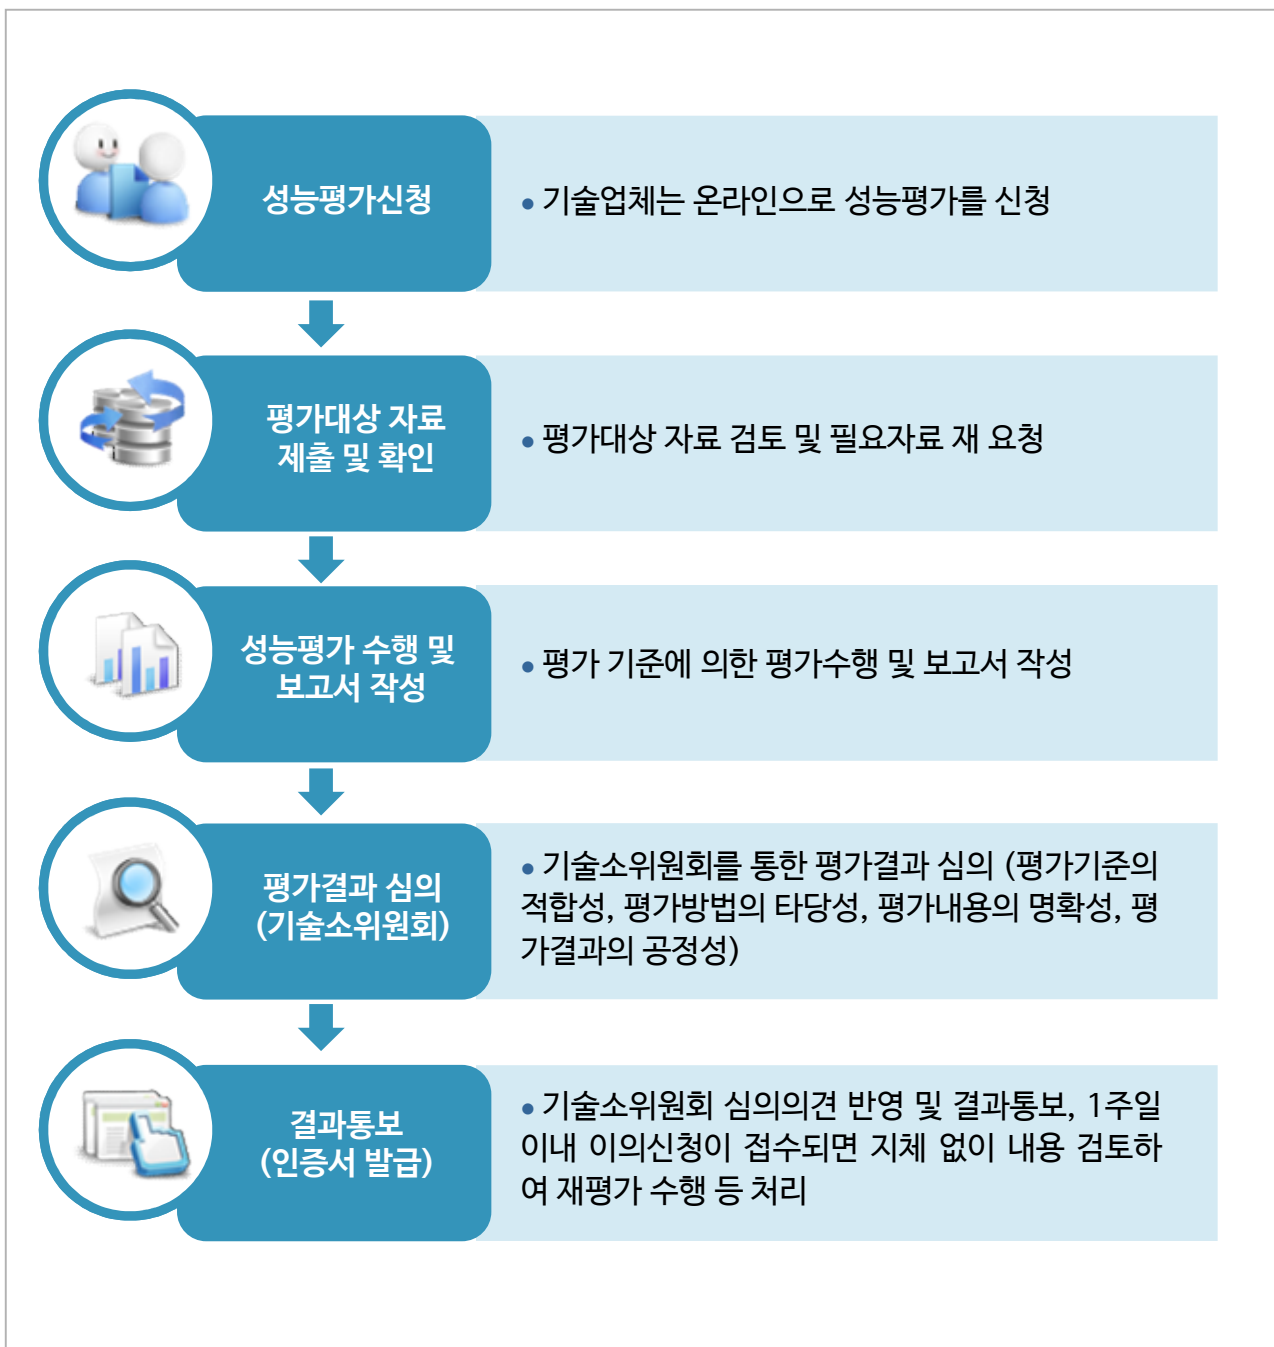 성능평가신청
• 기술업체는 온라인으로 성능평가를 신청
평가대상 자료
제출 및 확인
• 평가대상 자료 검토 및 필요자료 재 요청
성능평가 수행 및
보고서 작성
• 평가 기준에 의한 평가수행 및 보고서 작성
평가결과 심의
(기술소위원회)
• 기술소위원회를 통한 평가결과 심의 (평가기준의
적합성, 평가방법의 타당성, 평가내용의 명확성, 평
가결과의 공정성)
결과통보
(인증서 발급)
• 기술소위원회 심의의견 반영 및 결과통보, 1주일
이내 이의신청이 접수되면 지체 없이 내용 검토하
여 재평가 수행 등 처리